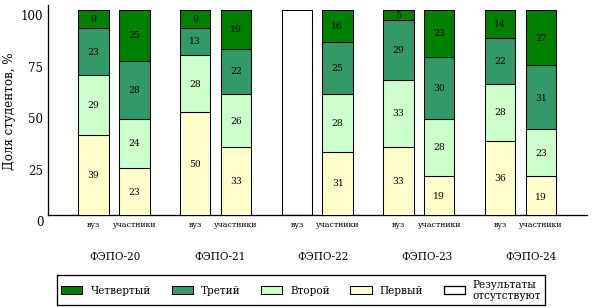 Доля студентов, %
100
75
50
25
0
9 25 9 19 16 5 23 14 27
23 28 13 22 25 29 30 22 31
29 24 28 26 28 33 28 28 23
39 23 50 33 31 33 19 36 19
вуз участники вуз участники вуз участники вуз участники вуз участники
ФЭПО-20 ФЭПО-21 ФЭПО-22 ФЭПО-23 ФЭПО-24
Четвертый Третий Второй Первый Результаты
отсутствуют